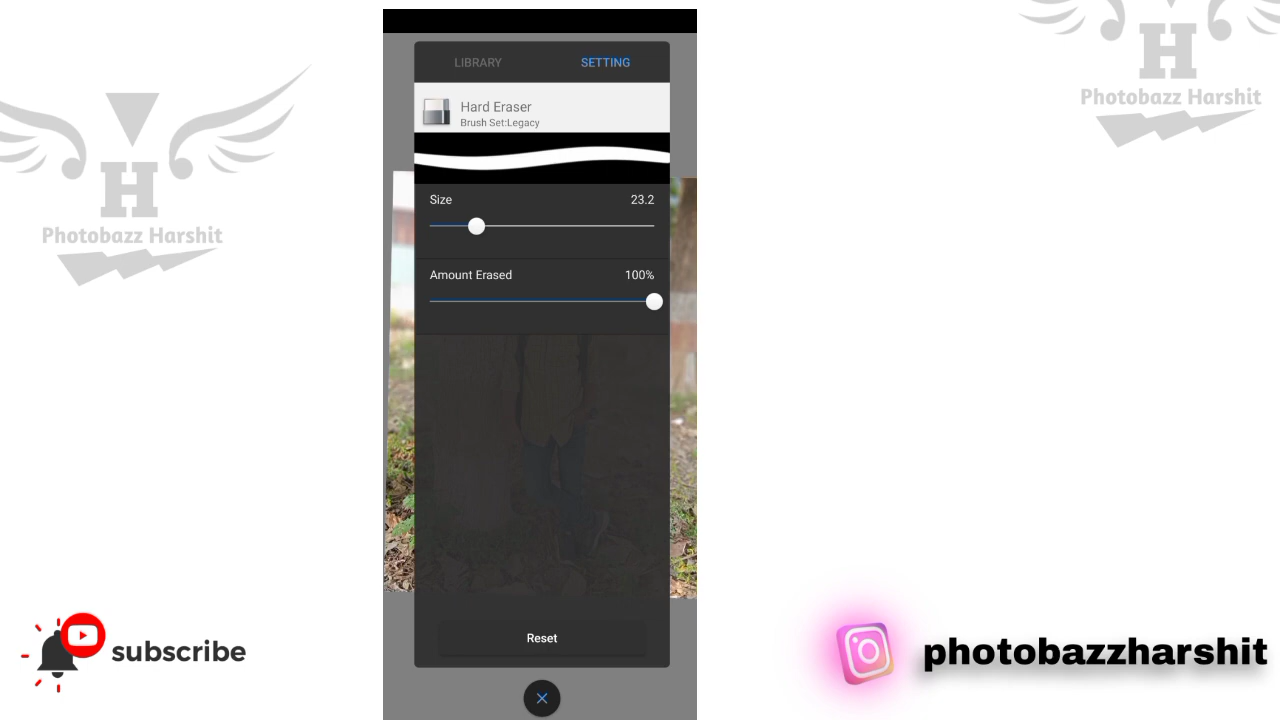 LIBRARY
SETTING
Hard Eraser
Brush Set:Legacy
Size
23.2
Amount Erased
100%
Reset
H
Photobazz Harshit
H
Photobazz Harshit
subscribe
photobazzharshit